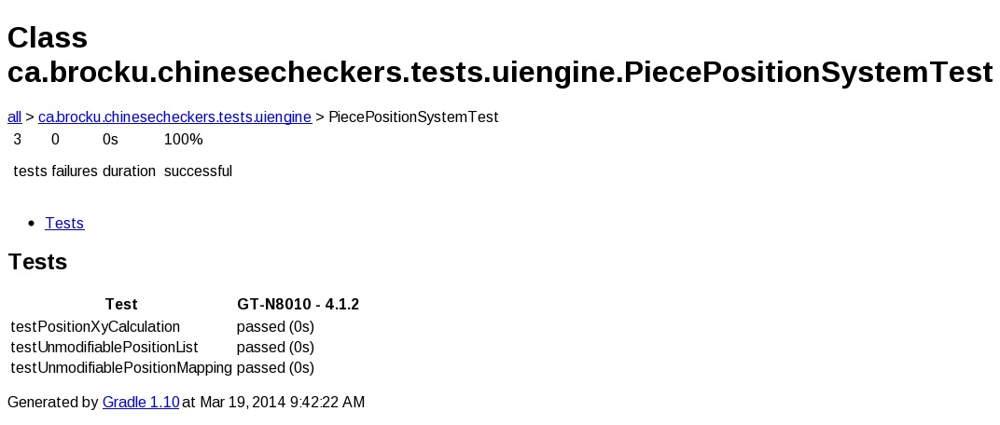 Class
ca.brocku.chinesecheckers.tests.uiengine.PiecePositionSystemTest
all > ca.brocku.chinesecheckers.tests.uiengine > PiecePositionSystemTest
3 0 0s 100%
tests failures duration successful
• Tests
Tests
Test GT-N8010 - 4.1.2
testPositionXyCalculation passed (0s)
testUnmodifiablePositionList passed (0s)
testUnmodifiablePositionMapping passed (0s)
Generated by Gradle 1.10 at Mar 19, 2014 9:42:22 AM